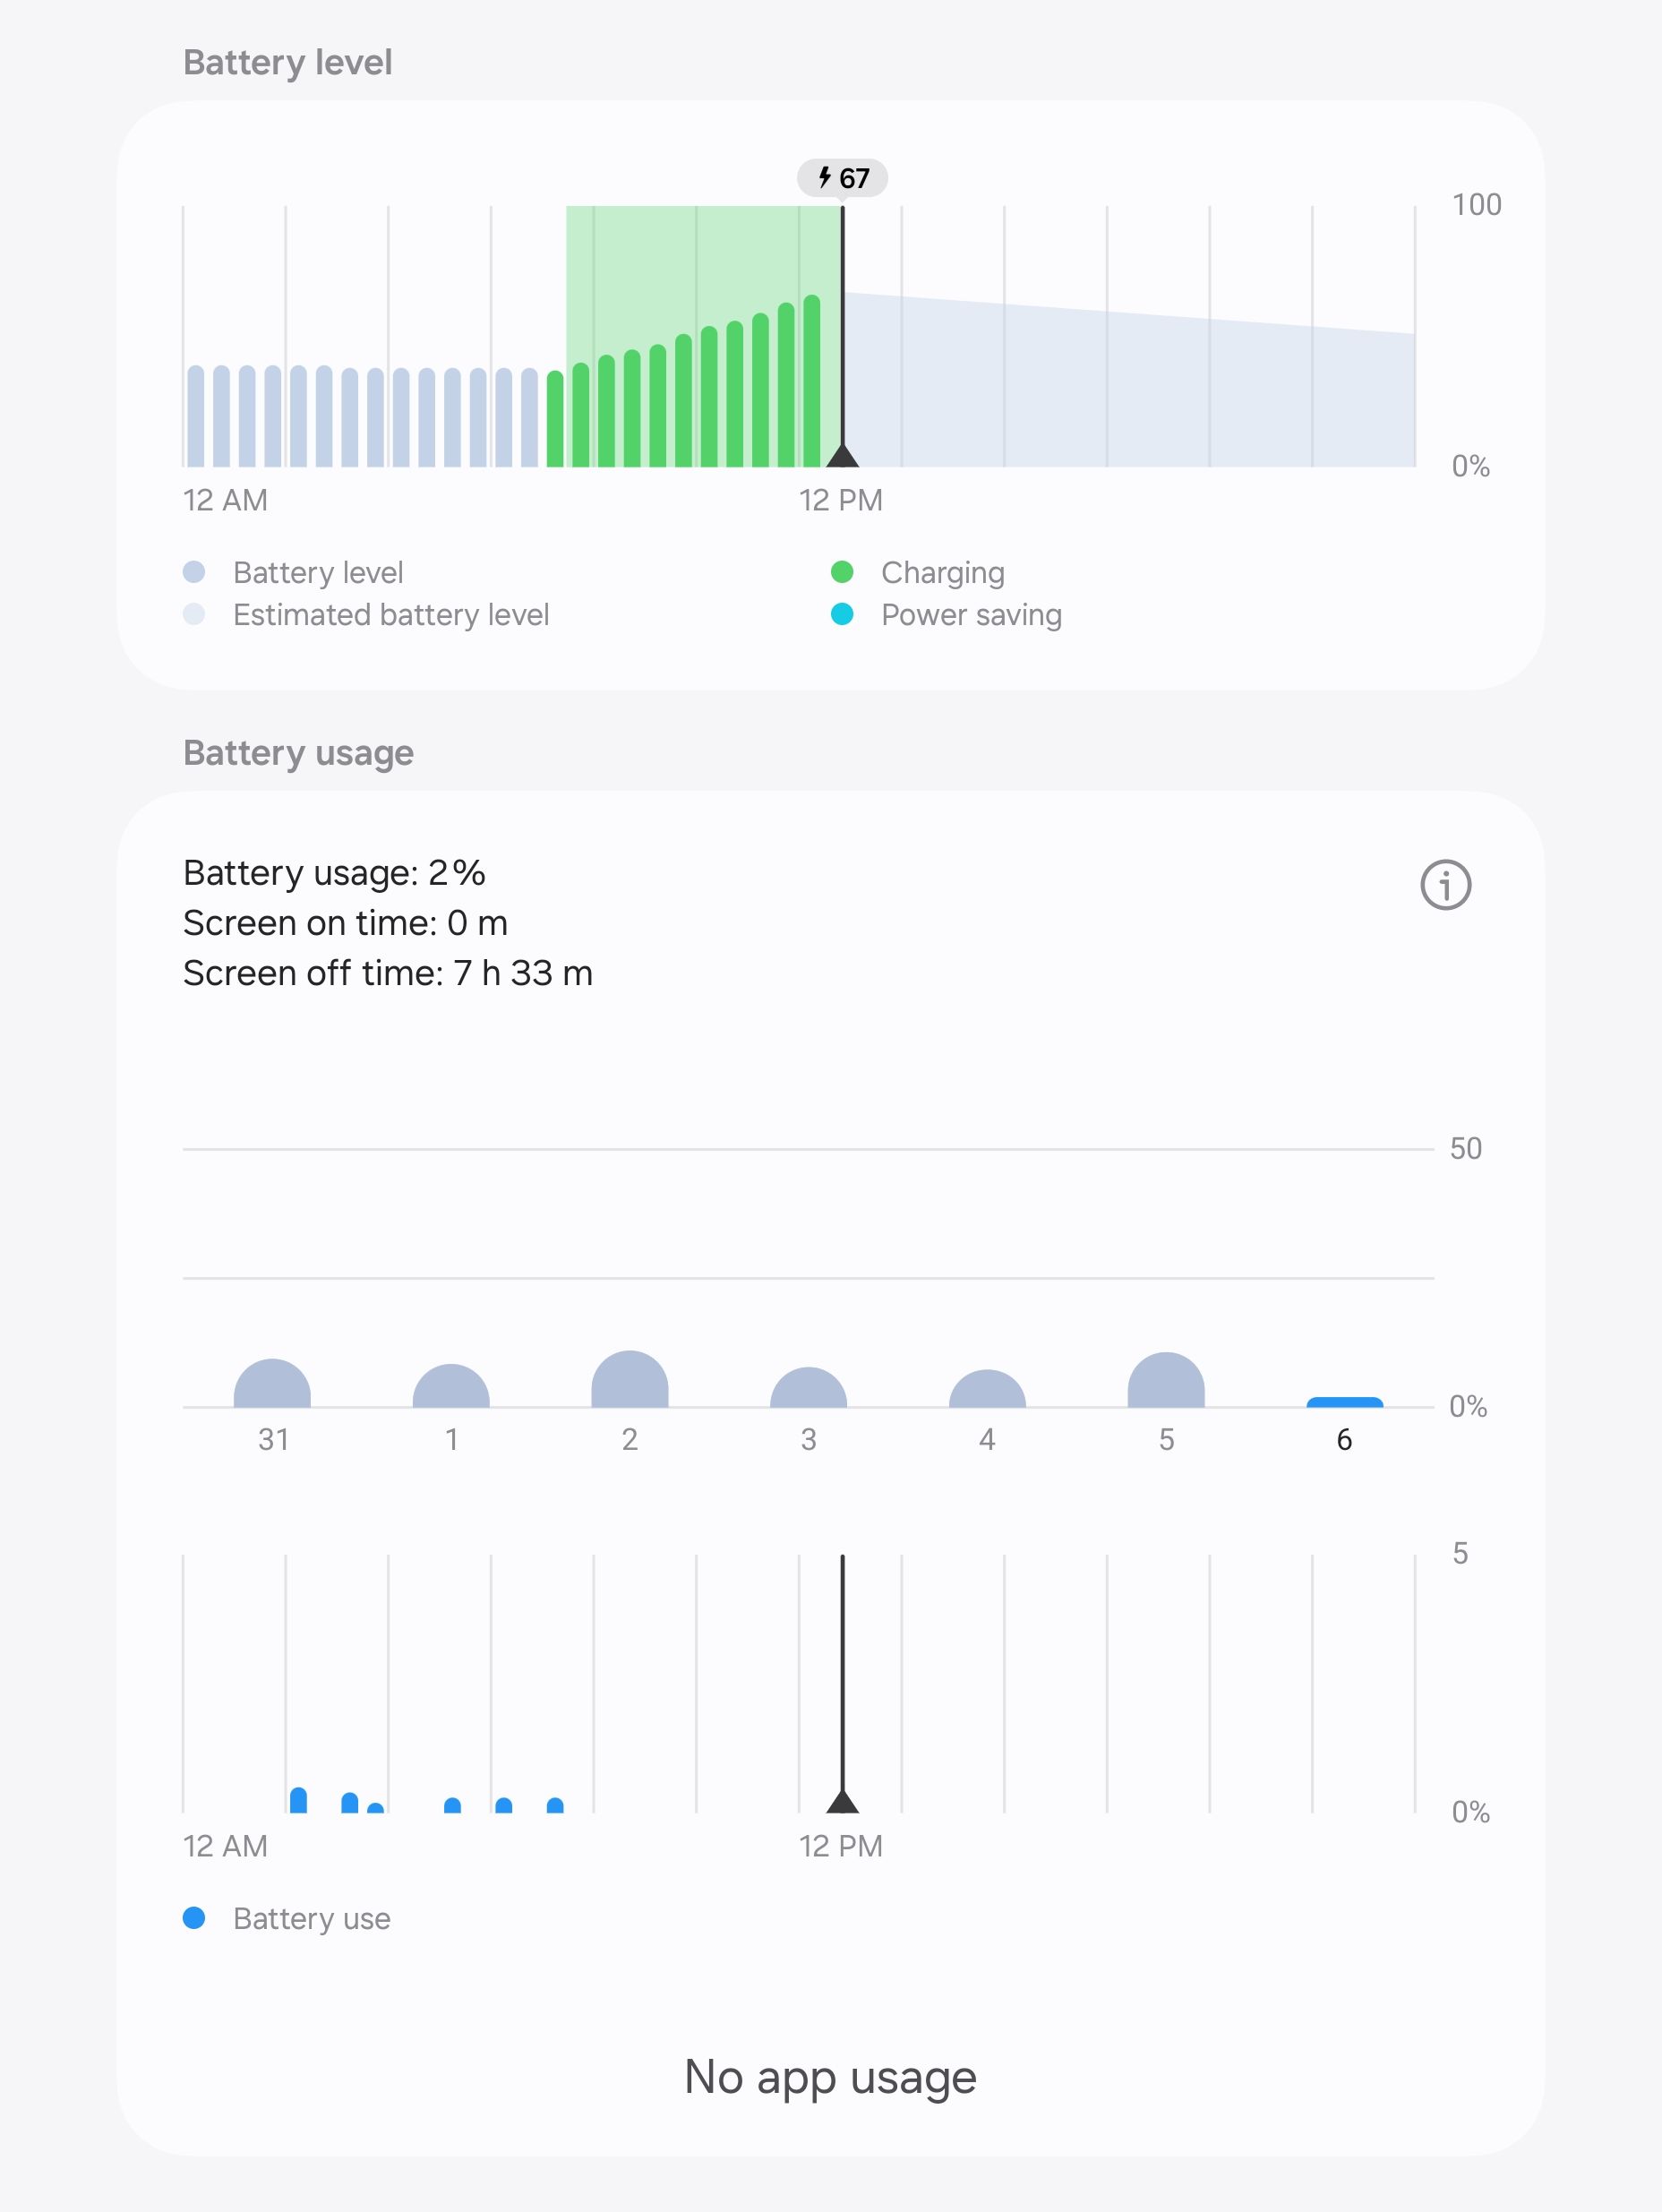 Battery level
67
100
0%
12 AM 12 PM
Battery level Charging
Estimated battery level Power saving
Battery usage
Battery usage: 2%
Screen on time: 0 m
Screen off time: 7 h 33 m
50
0%
31 1 2 3 4 5 6
5
0%
12 AM 12 PM
Battery use
No app usage